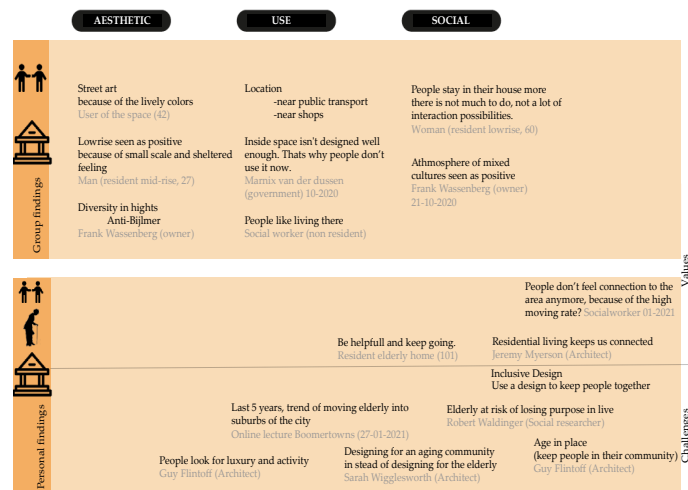 AESTHETIC
USE
SOCIAL
Street art
because of the lively colors
User of the space (42)
Lowrise seen as positive
because of small scale and sheltered
feeling
Man (resident mid-rise, 27)
Diversity in hights
Anti-Bijlmer
Frank Wassenberg (owner)
Location
-near public transport
-near shops
Inside space isn't designed well
enough. Thats why people don't
use it now.
Marnix van der dussen
(government) 10-2020
People like living there
Social worker (non resident)
People stay in their house more
there is not much to do, not a lot of
interaction possibilities.
Woman (resident lowrise, 60)
Athmosphere of mixed
cultures seen as positive
Frank Wassenberg (owner)
21-10-2020
Group findings
Values
People don't feel connection to the
area anymore, because of the high
moving rate? Socialworker 01-2021
Be helpfull and keep going.
Resident elderly home (101)
Residential living keeps us connected
Jeremy Myerson (Architect)
Inclusive Design
Use a design to keep people together
Last 5 years, trend of moving elderly into
suburbs of the city
Online lecture Boomertowns (27-01-2021)
Elderly at risk of losing purpose in live
Robert Waldinger (Social researcher)
People look for luxury and activity
Guy Flintoff (Architect)
Designing for an aging community
in stead of designing for the elderly
Sarah Wigglesworth (Architect)
Age in place
(keep people in their community)
Guy Flintoff (Architect)
Personal findings
Challenges